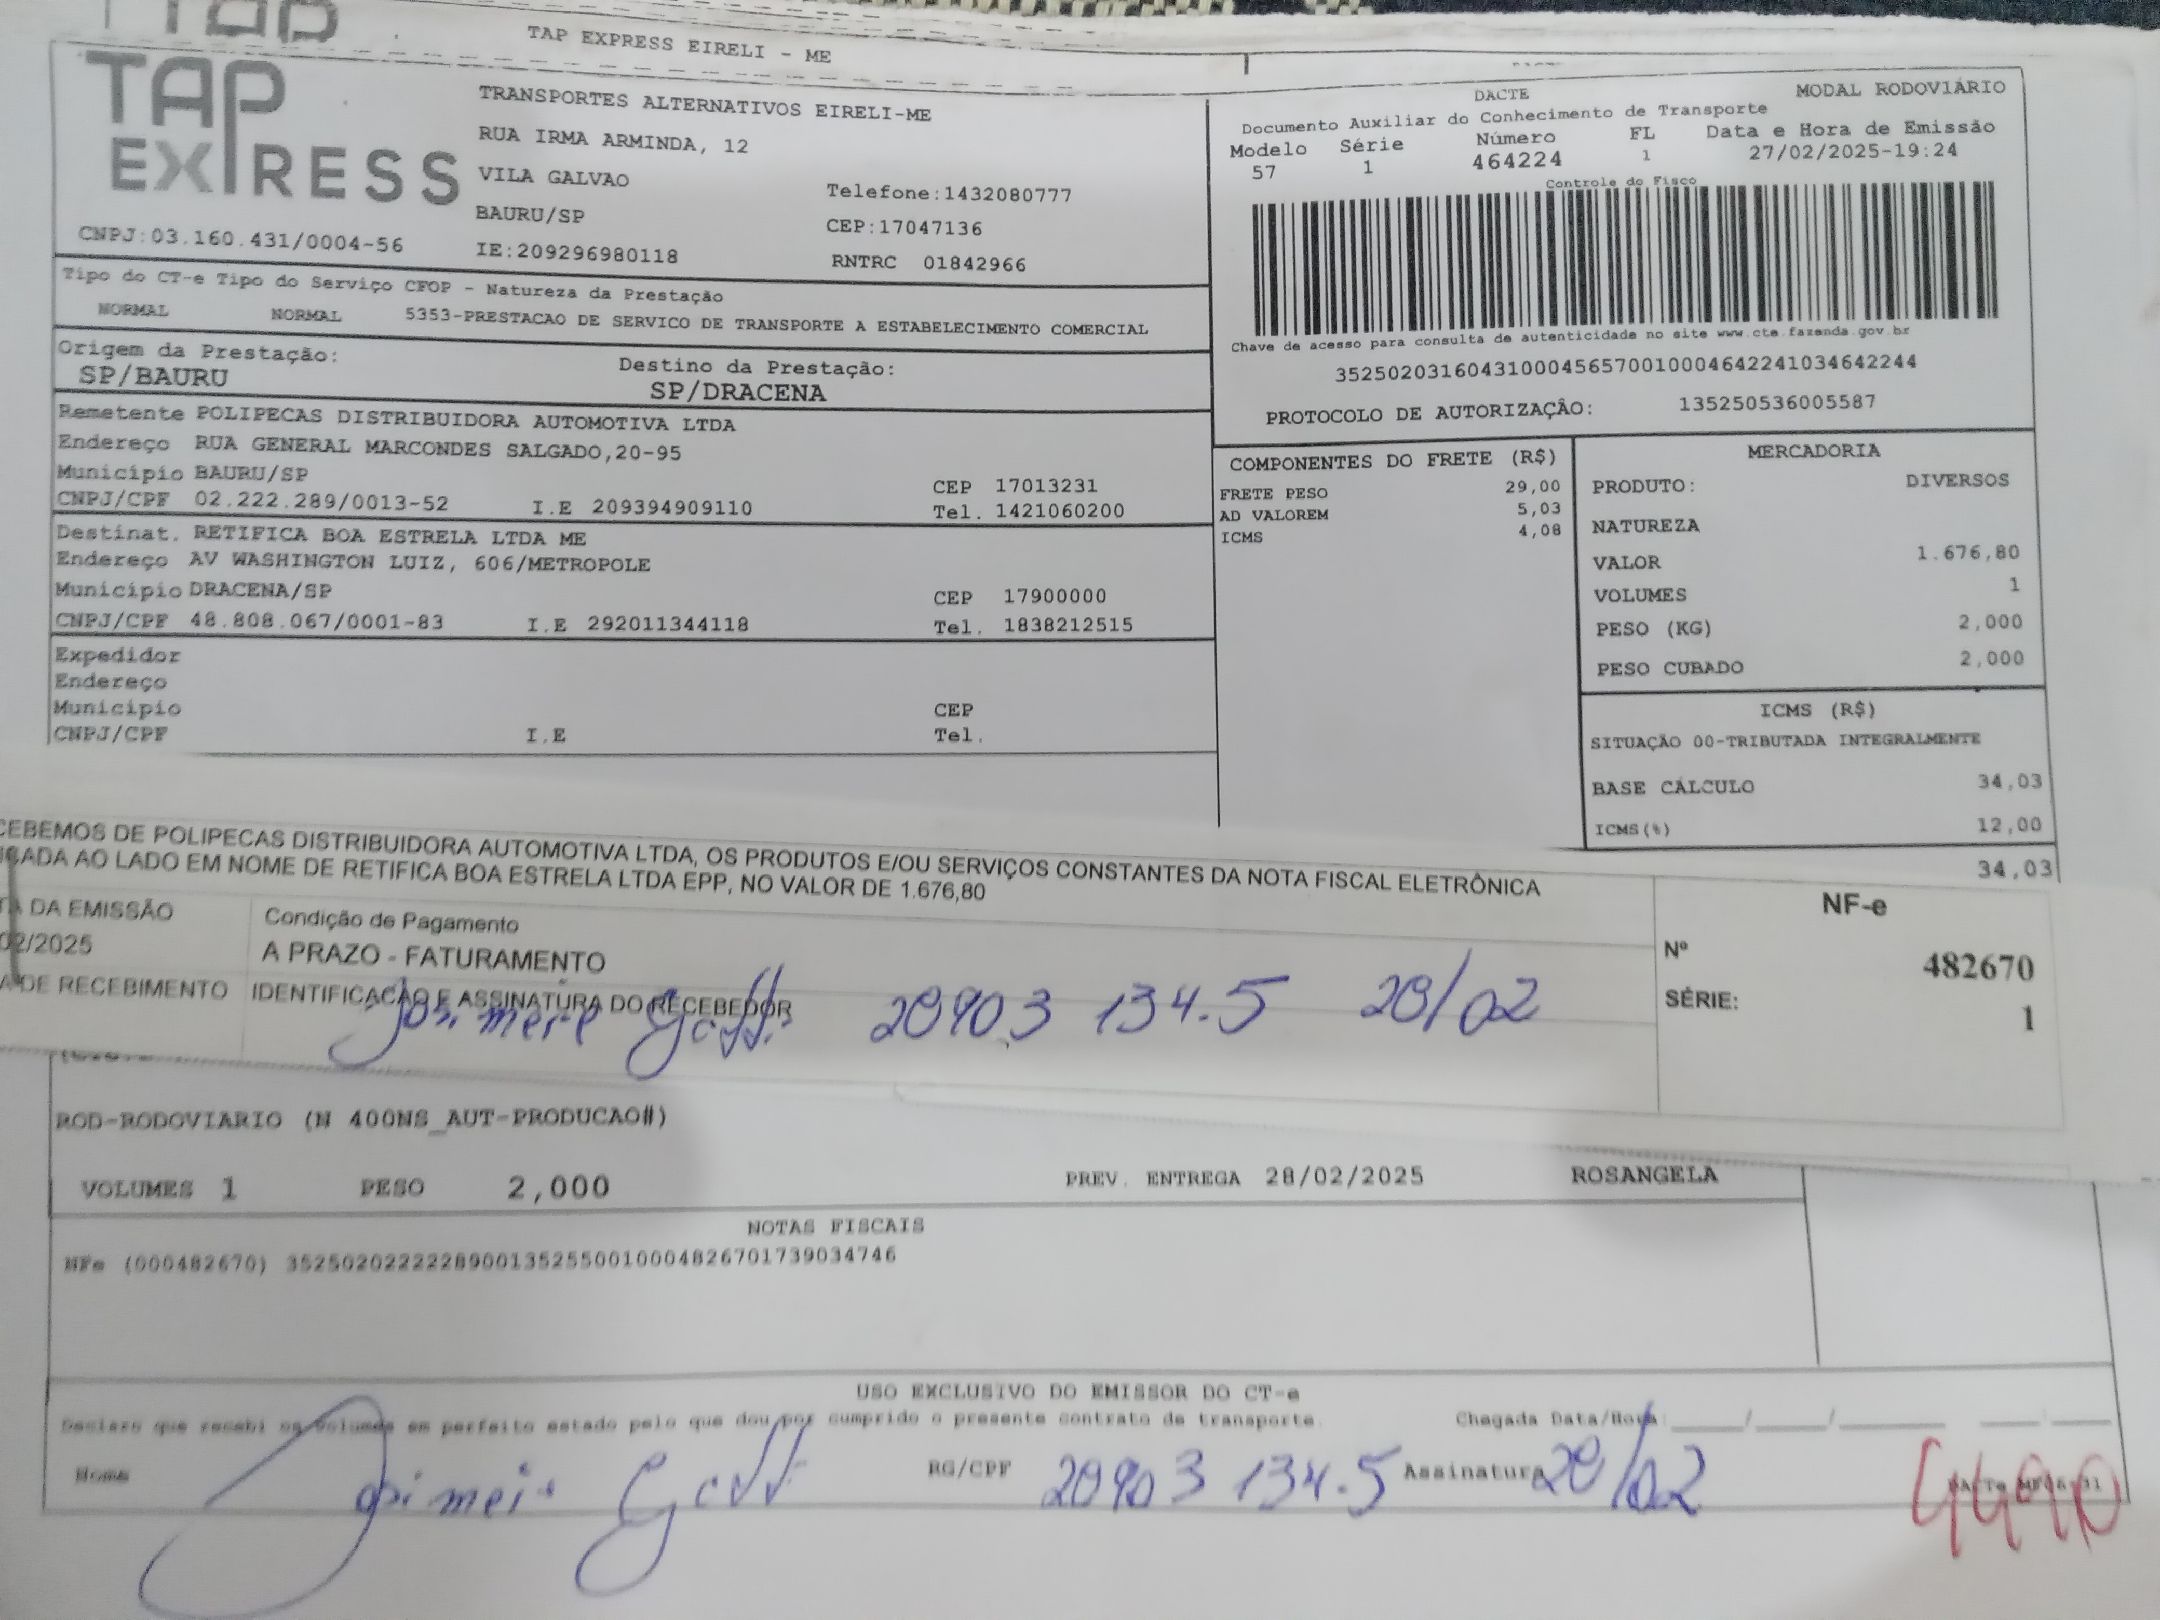 TAP EXPRESS EIRELI - ME
TAP
EXPRESS
CNPJ:03.160.431/0004-56
TRANSPORTES ALTERNATIVOS EIRELI-ME
RUA IRMA ARMINDA, 12
VILA GALVAO
Telefone:1432080777
BAURU/SP
CEP:17047136
IE:209296980118
RNTRC 01842966
DACTE
MODAL RODOVIÁRIO
Documento Auxiliar do Conhecimento de Transporte
Modelo Série Número FL Data e Hora de Emissão
57 1 464224 1 27/02/2025-19:24
Controle do Fisco
Chave de acesso para consulta de autenticidade no site www.cte.fazenda.gov.br
35250203160431000456570010004642241034642244
PROTOCOLO DE AUTORIZAÇÃO: 135250536005587
Tipo do CT-e Tipo do Serviço CFOP - Natureza da Prestação
NORMAL NORMAL 5353-PRESTACAO DE SERVICO DE TRANSPORTE A ESTABELECIMENTO COMERCIAL
Origem da Prestação: Destino da Prestação:
SP/BAURU SP/DRACENA
Remetente POLIPECAS DISTRIBUIDORA AUTOMOTIVA LTDA
Endereço RUA GENERAL MARCONDES SALGADO,20-95
Município BAURU/SP CEP 17013231
CNPJ/CPF 02.222.289/0013-52 I.E 209394909110 Tel. 1421060200
Destinat. RETIFICA BOA ESTRELA LTDA ME
Endereço AV WASHINGTON LUIZ, 606/METROPOLE
Município DRACENA/SP CEP 17900000
CNPJ/CPF 48.808.067/0001-83 I.E 292011344118 Tel. 1838212515
Expedidor
Endereço
Município CEP
CNPJ/CPF I.E Tel.
COMPONENTES DO FRETE (R$)
FRETE PESO 29,00
AD VALOREM 5,03
ICMS 4,08
MERCADORIA
PRODUTO: DIVERSOS
NATUREZA
VALOR 1.676,80
VOLUMES 1
PESO (KG) 2,000
PESO CUBADO 2,000
ICMS (R$)
SITUAÇÃO 00-TRIBUTADA INTEGRALMENTE
BASE CÁLCULO 34,03
ICMS(%) 12,00
34,03
CEBEMOS DE POLIPECAS DISTRIBUIDORA AUTOMOTIVA LTDA, OS PRODUTOS E/OU SERVIÇOS CONSTANTES DA NOTA FISCAL ELETRÔNICA
CADA AO LADO EM NOME DE RETIFICA BOA ESTRELA LTDA EPP, NO VALOR DE 1.676,80
DA EMISSÃO Condição de Pagamento
02/2025 A PRAZO - FATURAMENTO
DE RECEBIMENTO IDENTIFICACÃO E ASSINATURA DO RECEBEDOR
20903 134.5 28/02
NF-e
Nº 482670
SÉRIE: 1
ROD-RODOVIARIO (N 400NS_AUT-PRODUCAO#)
VOLUMES 1 PESO 2,000 PREV. ENTREGA 28/02/2025 ROSANGELA
NOTAS FISCAIS
NFe (000482670) 35250202222289001352550010004826701739034746
USO EXCLUSIVO DO EMISSOR DO CT-e
Declaro que recebi os volumes em perfeito estado pelo que dou por cumprido o presente contrato de transporte. Chegada Data/Hora:
Nome RG/CPF 20903 134.5 Assinatura 28/02